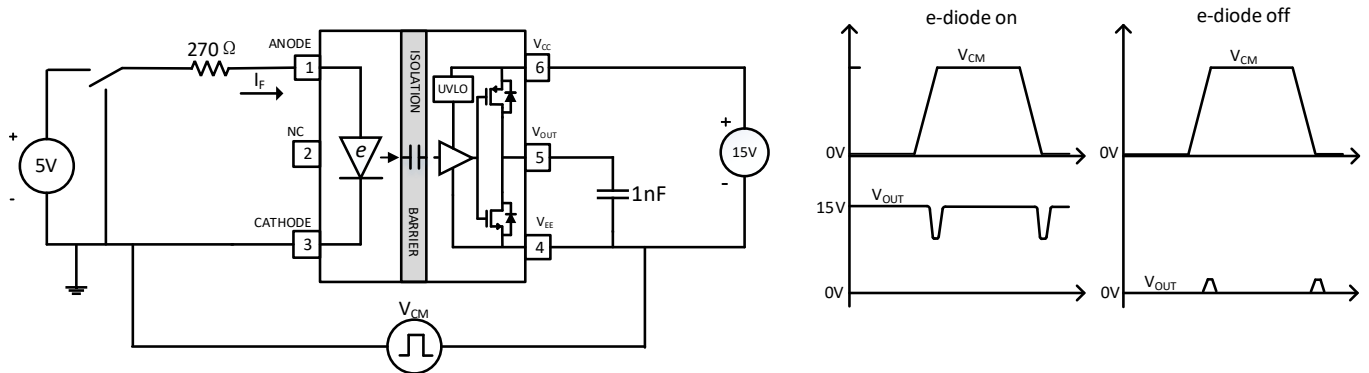 270 Ω
ANODE
1
I_F
+
5V
-
NC
2
CATHODE
3
e
ISOLATION
BARRIER
UVLO
V_CC
6
V_OUT
5
V_EE
4
1nF
+
15V
-
V_CM
e-diode on
V_CM
0V
15V
V_OUT
0V
e-diode off
V_CM
0V
V_OUT
0V